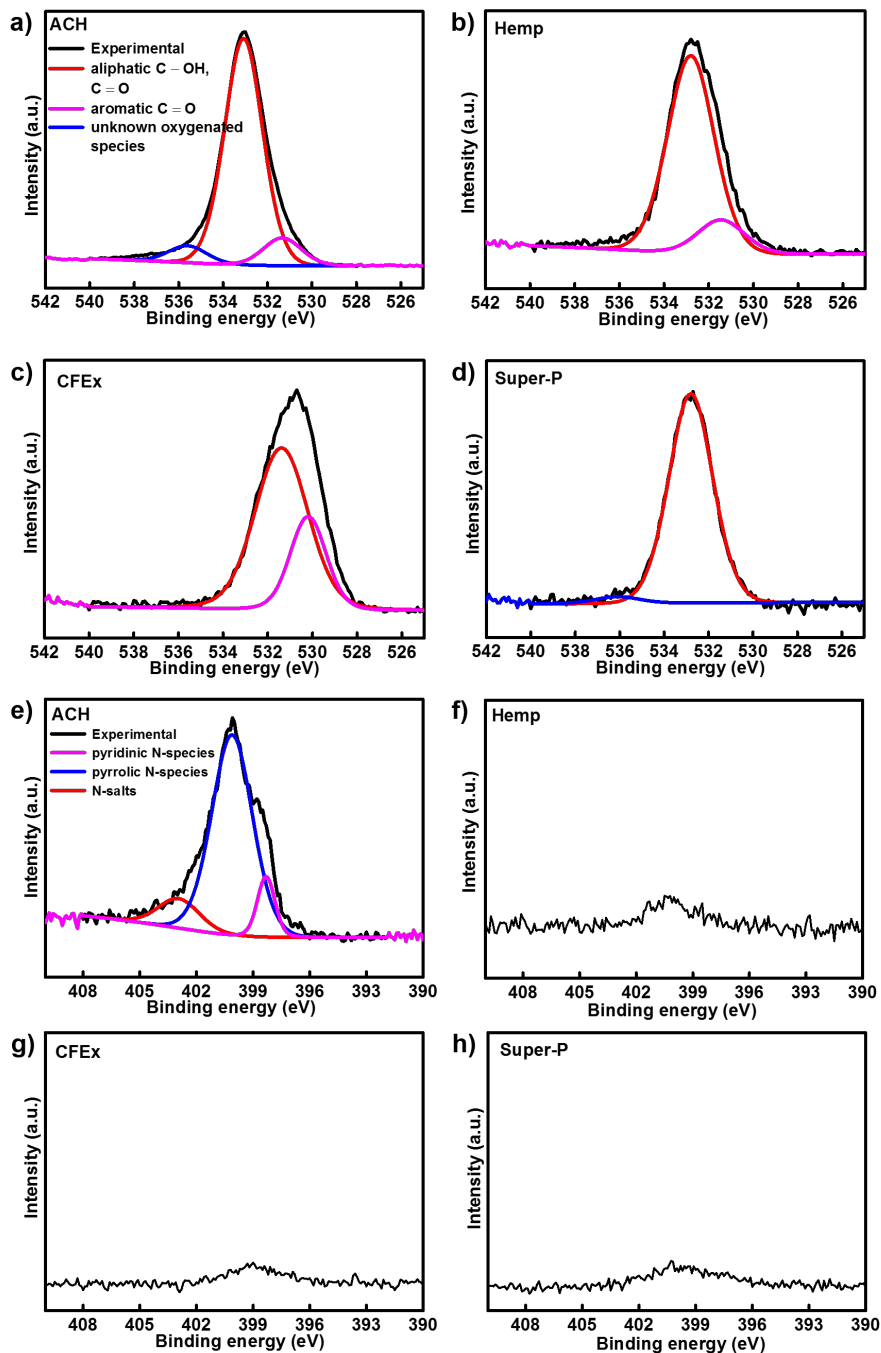 a) ACH
Experimental
aliphatic C – OH,
C = O
aromatic C = O
unknown oxygenated
species
Intensity (a.u.)
542 540 538 536 534 532 530 528 526
Binding energy (eV)
b) Hemp
Intensity (a.u.)
542 540 538 536 534 532 530 528 526
Binding energy (eV)
c) CFEx
Intensity (a.u.)
542 540 538 536 534 532 530 528 526
Binding energy (eV)
d) Super-P
Intensity (a.u.)
542 540 538 536 534 532 530 528 526
Binding energy (eV)
e) ACH
Experimental
pyridinic N-species
pyrrolic N-species
N-salts
Intensity (a.u.)
408 405 402 399 396 393 390
Binding energy (eV)
f) Hemp
Intensity (a.u.)
408 405 402 399 396 393 390
Binding energy (eV)
g) CFEx
Intensity (a.u.)
408 405 402 399 396 393 390
Binding energy (eV)
h) Super-P
Intensity (a.u.)
408 405 402 399 396 393 390
Binding energy (eV)